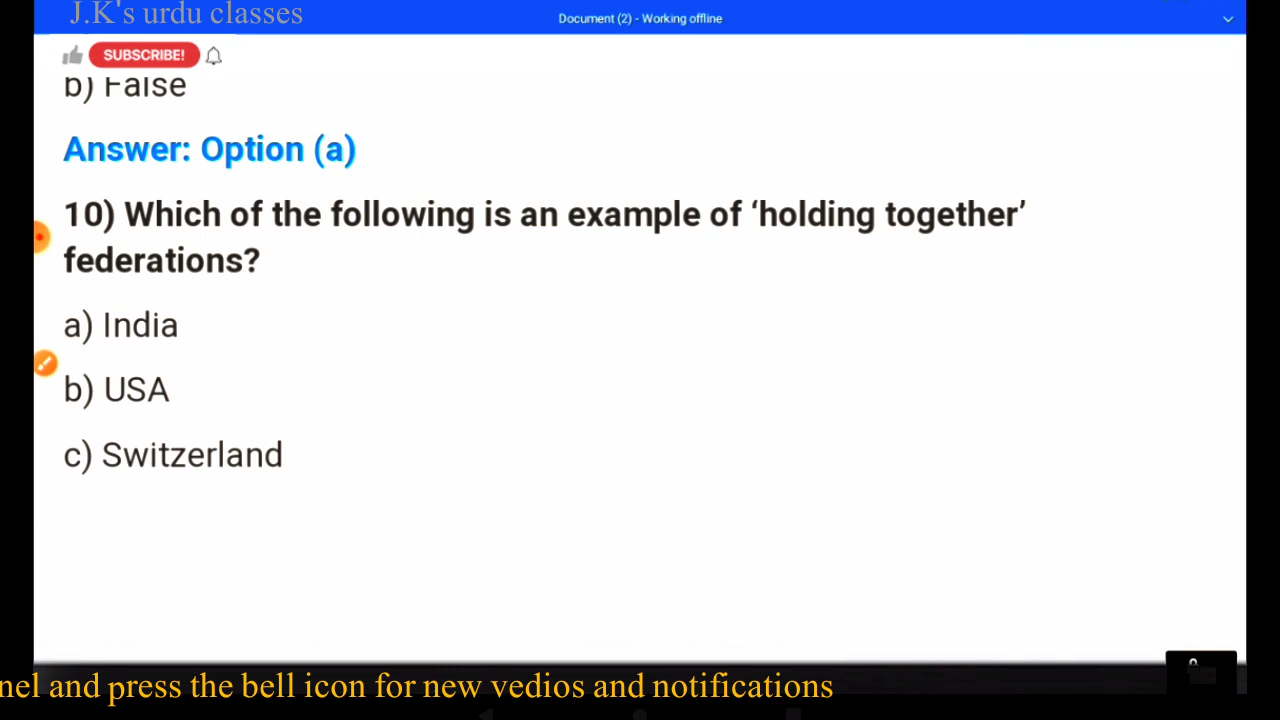 J.K's urdu classes
Document (2) - Working offline
SUBSCRIBE!
b) False
Answer: Option (a)
10) Which of the following is an example of ‘holding together’
federations?
a) India
b) USA
c) Switzerland
nel and press the bell icon for new vedios and notifications